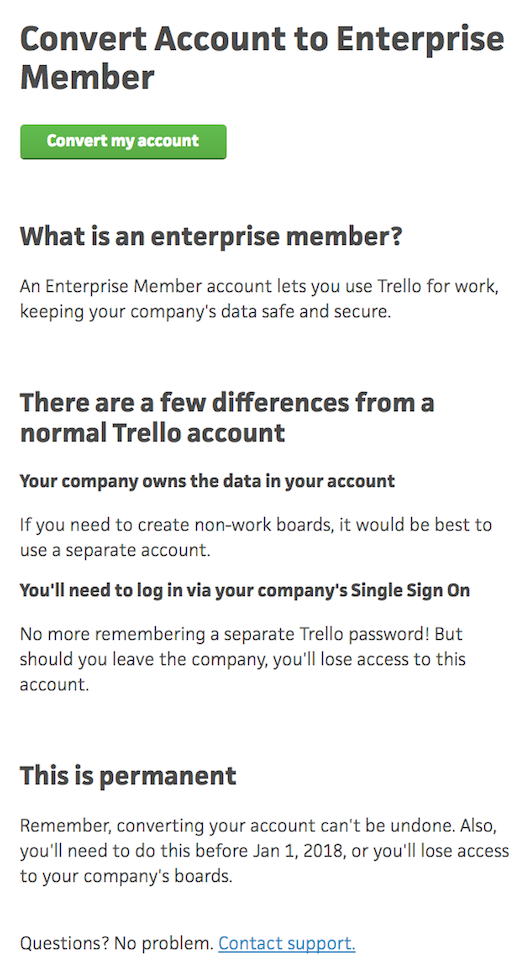 Convert Account to Enterprise
Member
Convert my account
What is an enterprise member?
An Enterprise Member account lets you use Trello for work,
keeping your company's data safe and secure.
There are a few differences from a
normal Trello account
Your company owns the data in your account
If you need to create non-work boards, it would be best to
use a separate account.
You'll need to log in via your company's Single Sign On
No more remembering a separate Trello password! But
should you leave the company, you'll lose access to this
account.
This is permanent
Remember, converting your account can't be undone. Also,
you'll need to do this before Jan 1, 2018, or you'll lose access
to your company's boards.
Questions? No problem. Contact support.